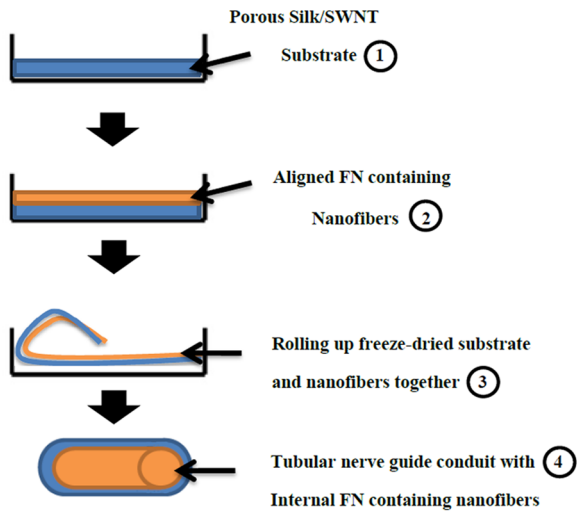 Porous Silk/SWNT
Substrate 1
Aligned FN containing
Nanofibers 2
Rolling up freeze-dried substrate
and nanofibers together 3
Tubular nerve guide conduit with 4
Internal FN containing nanofibers